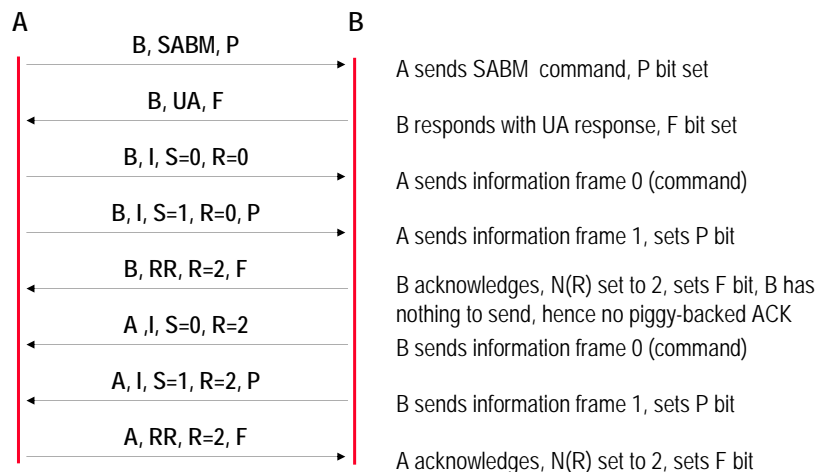 A B
B, SABM, P
A sends SABM command, P bit set
B, UA, F
B responds with UA response, F bit set
B, I, S=0, R=0
A sends information frame 0 (command)
B, I, S=1, R=0, P
A sends information frame 1, sets P bit
B, RR, R=2, F
B acknowledges, N(R) set to 2, sets F bit, B has
nothing to send, hence no piggy-backed ACK
A ,I, S=0, R=2
B sends information frame 0 (command)
A, I, S=1, R=2, P
B sends information frame 1, sets P bit
A, RR, R=2, F
A acknowledges, N(R) set to 2, sets F bit